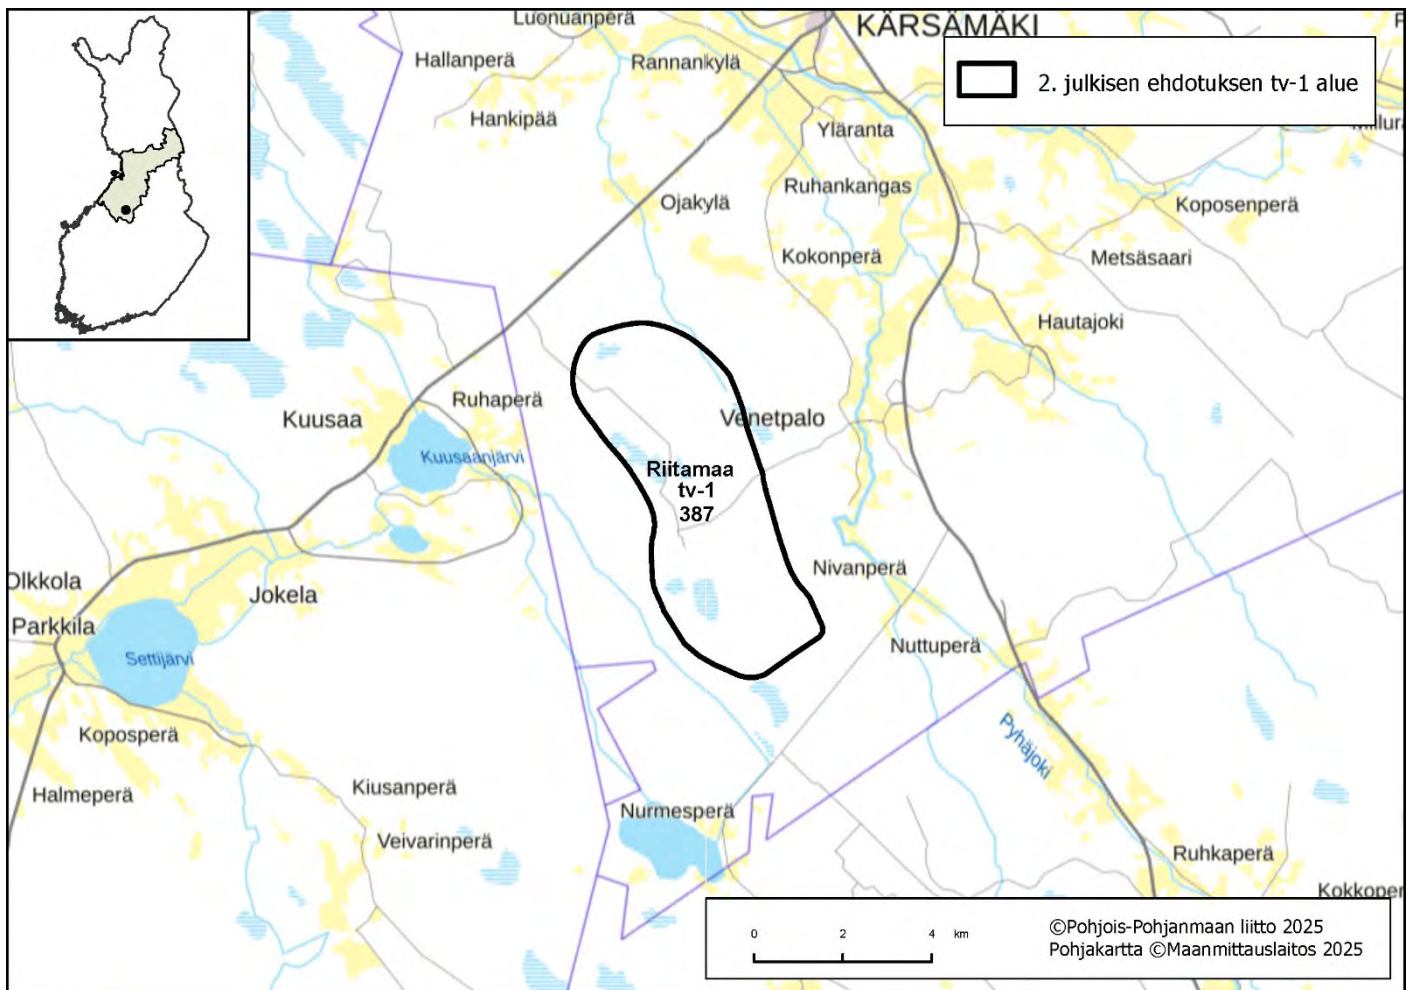 Luonuanperä
KÄRSÄMÄKI
Hallanperä
Rannankylä
2. julkisen ehdotuksen tv-1 alue
Hankipää
Yläranta
Ruhankangas
Ojakylä
Koposenperä
Kokonperä
Metsäsaari
Hautajoki
Ruhaperä
Kuusaa
Venetpalo
Kuusaanjärvi
Riitamaa
tv-1
387
Nivanperä
Olkkola
Jokela
Parkkila
Nuttuperä
Settijärvi
Pyhäjoki
Koposperä
Kiusanperä
Halmeperä
Nurmesperä
Veivarinperä
Ruhkaperä
0 2 4 km
©Pohjois-Pohjanmaan liitto 2025
Pohjakartta ©Maanmittauslaitos 2025